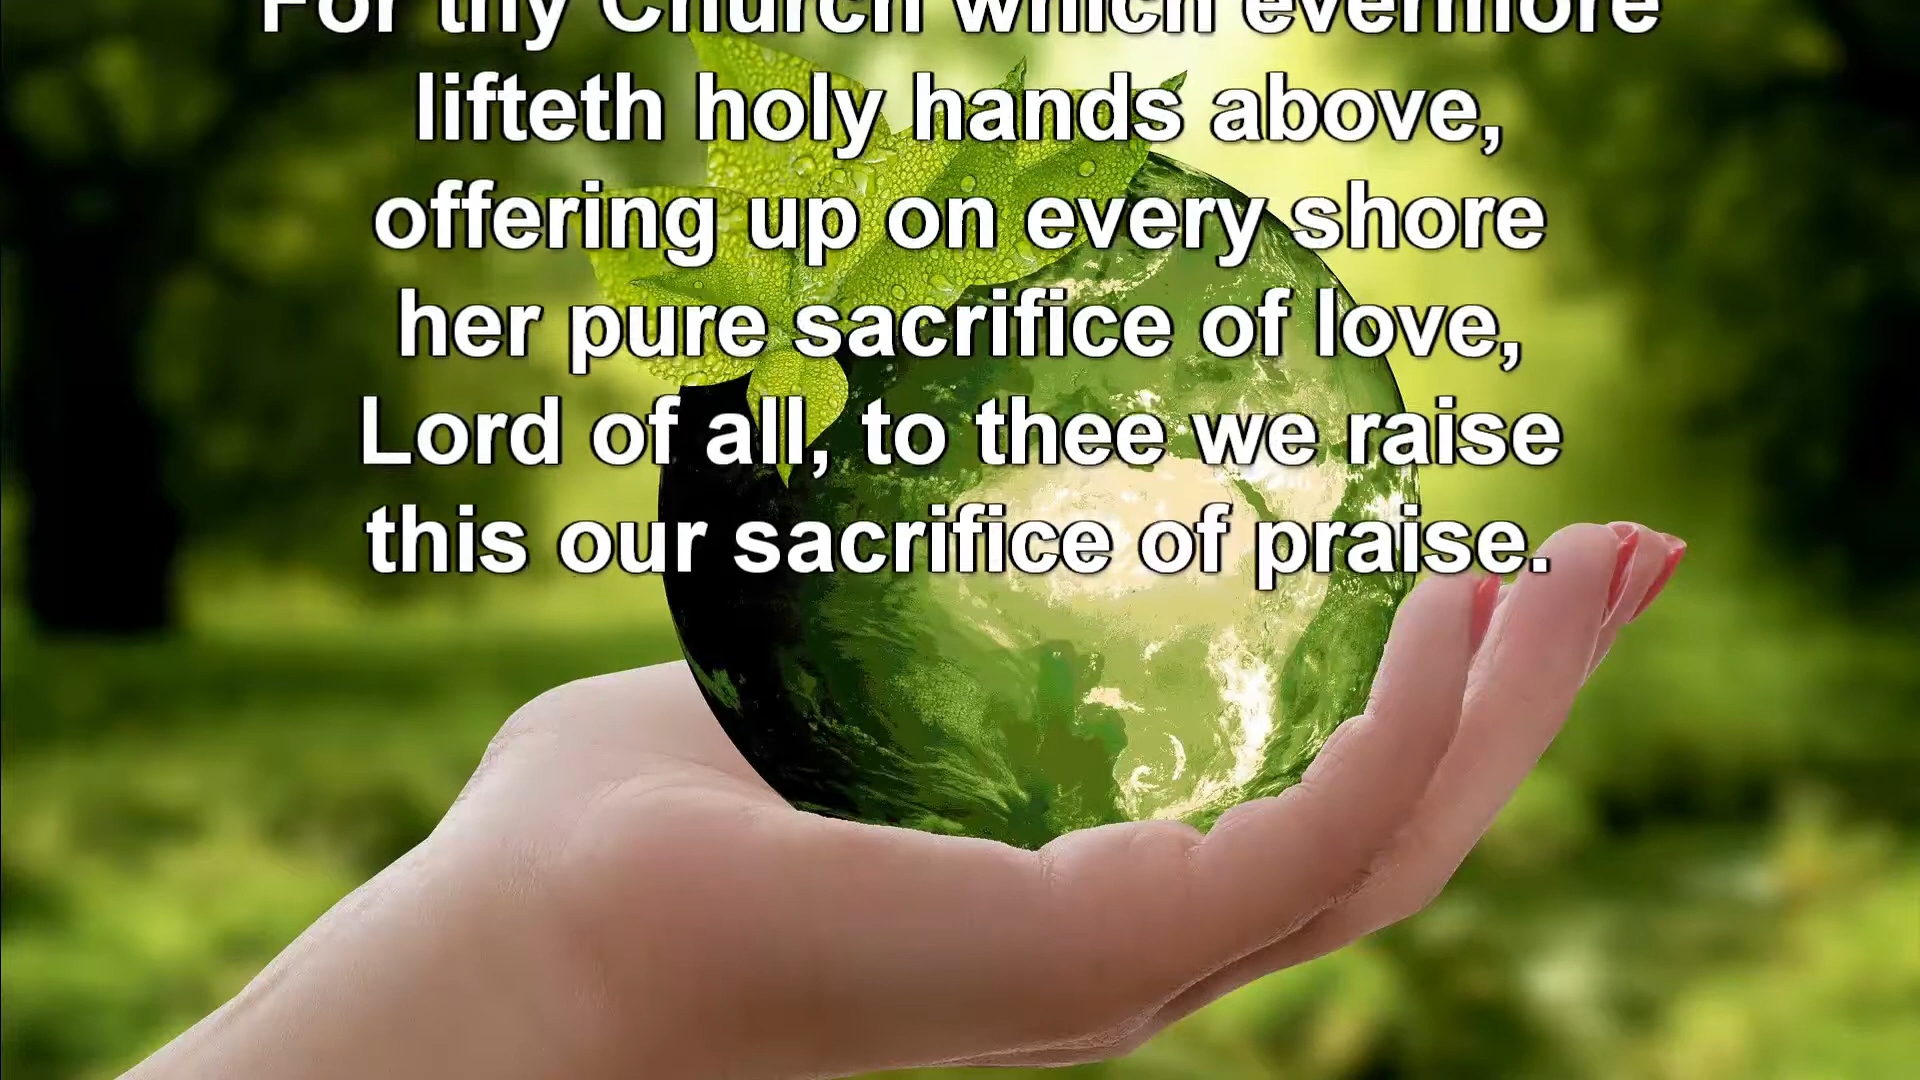 For thy Church which evermore
lifteth holy hands above,
offering up on every shore
her pure sacrifice of love,
Lord of all, to thee we raise
this our sacrifice of praise.